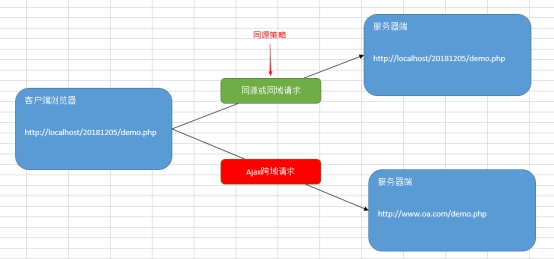 同源策略
服务器端
http://localhost/20181205/demo.php
同源或同域请求
客户端浏览器
http://localhost/20181205/demo.php
Ajax跨域请求
服务器端
http://www.oa.com/demo.php